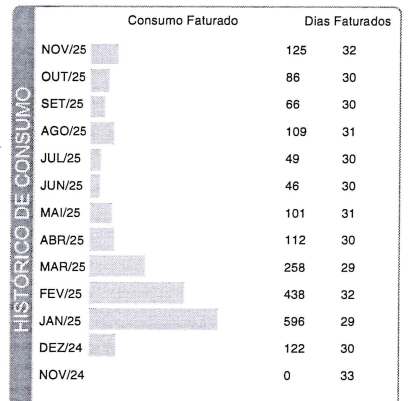 Consumo Faturado Dias Faturados
HISTÓRICO DE CONSUMO
NOV/25 125 32
OUT/25 86 30
SET/25 66 30
AGO/25 109 31
JUL/25 49 30
JUN/25 46 30
MAI/25 101 31
ABR/25 112 30
MAR/25 258 29
FEV/25 438 32
JAN/25 596 29
DEZ/24 122 30
NOV/24 0 33